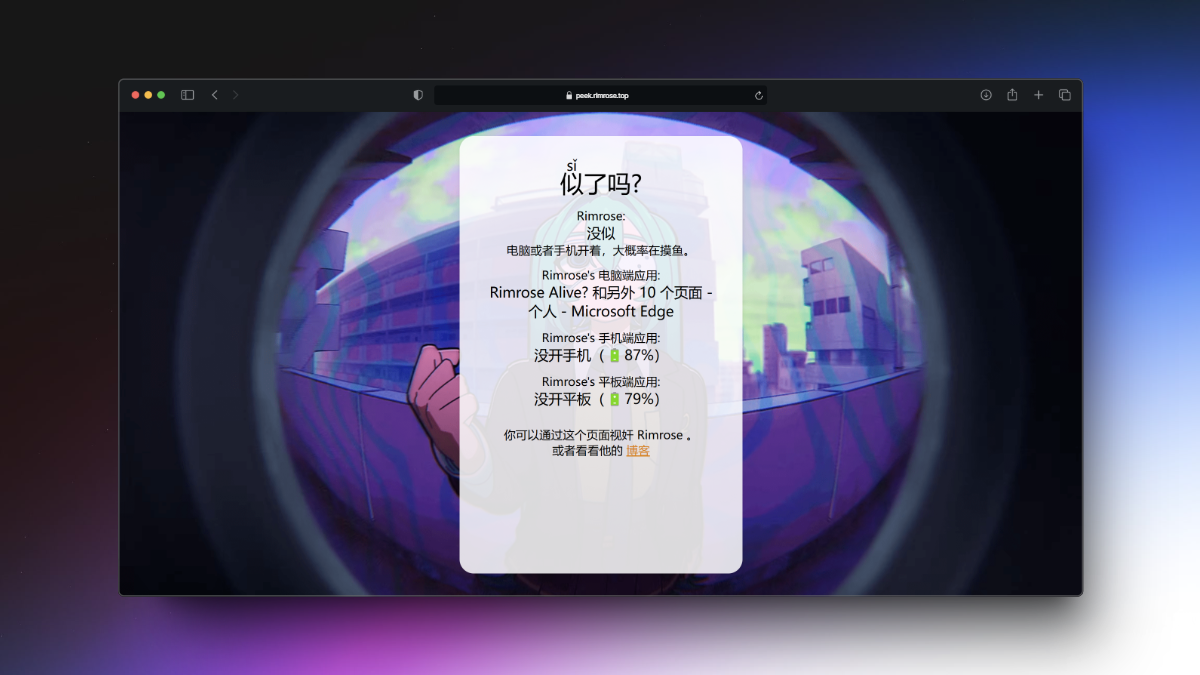 peek.rimrose.top
sǐ
似了吗?
Rimrose:
没似
电脑或者手机开着，大概率在摸鱼。
Rimrose's 电脑端应用:
Rimrose Alive? 和另外 10 个页面 -
个人 - Microsoft Edge
Rimrose's 手机端应用:
没开手机（🔋87%）
Rimrose's 平板端应用:
没开平板（🔋79%）
你可以通过这个页面视奸 Rimrose 。
或者看看他的 博客